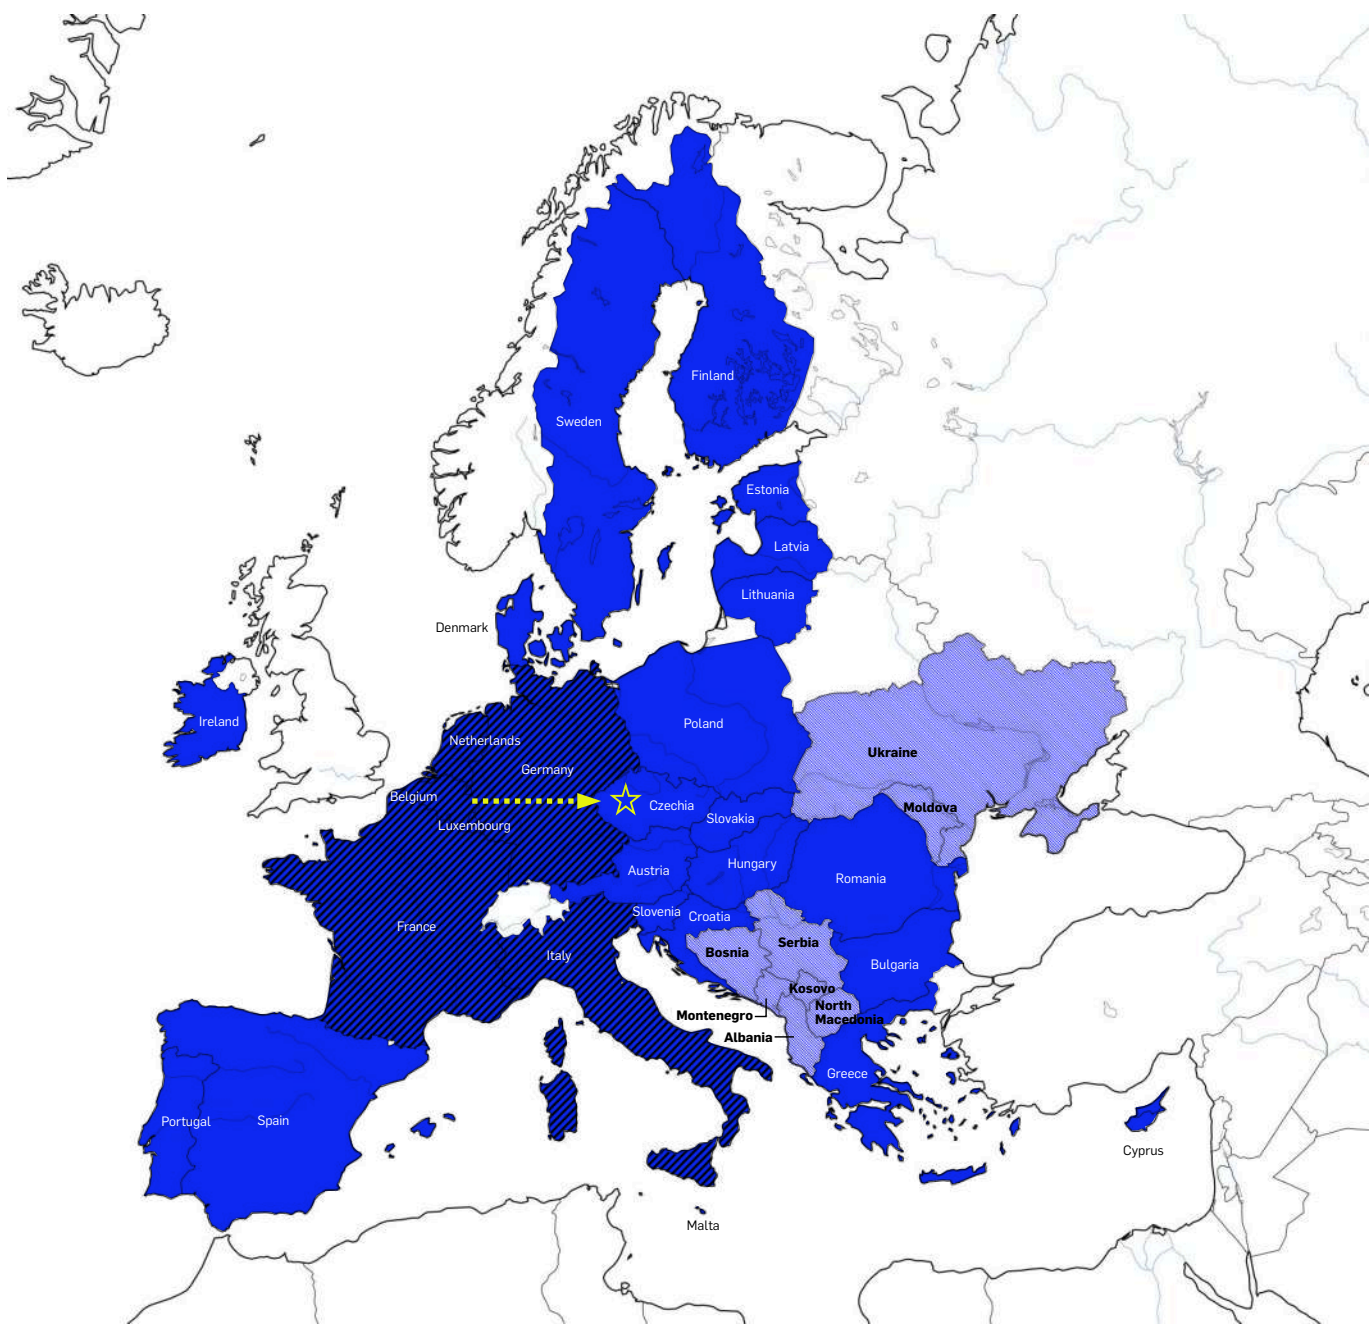 Finland
Sweden
Estonia
Latvia
Lithuania
Denmark
Ireland
Poland
Netherlands
Ukraine
Germany
Belgium
Czechia
Moldova
Slovakia
Luxembourg
Hungary
Austria
Romania
Slovenia
Croatia
France
Serbia
Bosnia
Italy
Bulgaria
Kosovo
North
Macedonia
Montenegro
Albania
Greece
Portugal
Spain
Cyprus
Malta